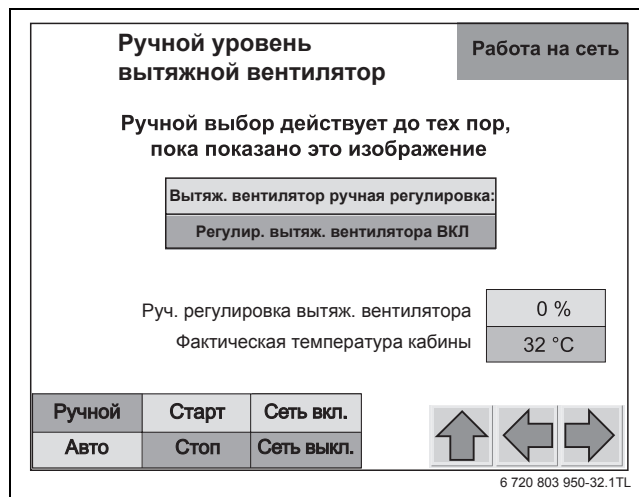 Ручной уровень
вытяжной вентилятор
Работа на сеть
Ручной выбор действует до тех пор,
пока показано это изображение
Вытяж. вентилятор ручная регулировка:
Регулир. вытяж. вентилятора ВКЛ
Руч. регулировка вытяж. вентилятора 0 %
Фактическая температура кабины 32 °C
Ручной Старт Сеть вкл.
Авто Стоп Сеть выкл.
6 720 803 950-32.1TL